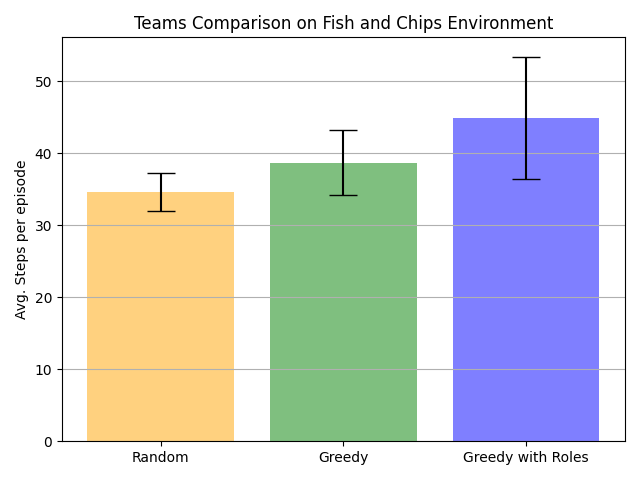 Teams Comparison on Fish and Chips Environment
Avg. Steps per episode
50
40
30
20
10
0
Random
Greedy
Greedy with Roles